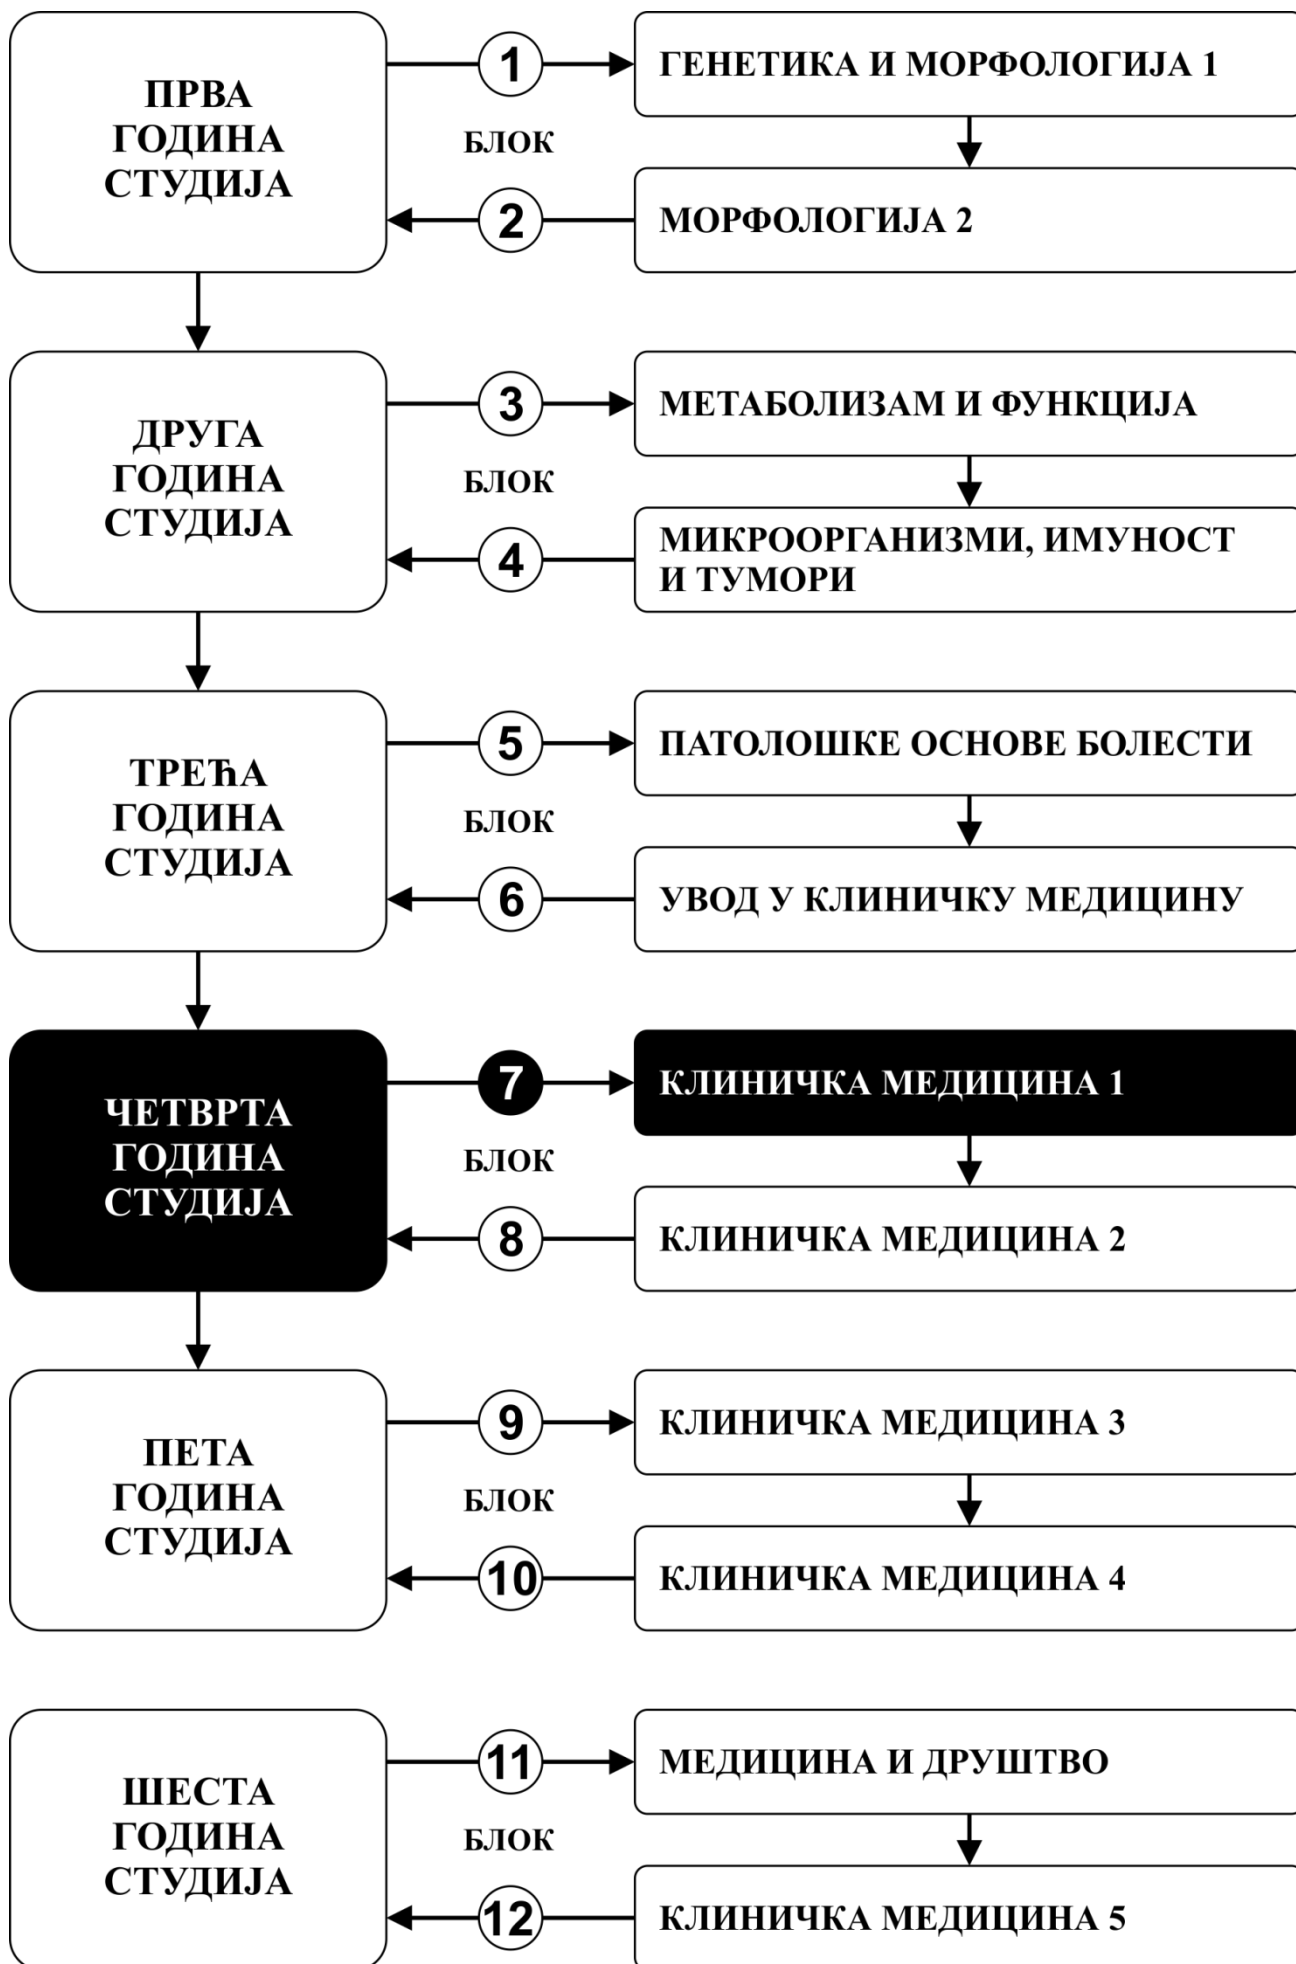 ПРВА
ГОДИНА
СТУДИЈА
1
БЛОК
2
ГЕНЕТИКА И МОРФОЛОГИЈА 1
МОРФОЛОГИЈА 2
ДРУГА
ГОДИНА
СТУДИЈА
3
БЛОК
4
МЕТАБОЛИЗАМ И ФУНКЦИЈА
МИКРООРГАНИЗМИ, ИМУНОСТ
И ТУМОРИ
ТРЕЋА
ГОДИНА
СТУДИЈА
5
БЛОК
6
ПАТОЛОШКЕ ОСНОВЕ БОЛЕСТИ
УВОД У КЛИНИЧКУ МЕДИЦИНУ
ЧЕТВРТА
ГОДИНА
СТУДИЈА
7
БЛОК
8
КЛИНИЧКА МЕДИЦИНА 1
КЛИНИЧКА МЕДИЦИНА 2
ПЕТА
ГОДИНА
СТУДИЈА
9
БЛОК
10
КЛИНИЧКА МЕДИЦИНА 3
КЛИНИЧКА МЕДИЦИНА 4
ШЕСТА
ГОДИНА
СТУДИЈА
11
БЛОК
12
МЕДИЦИНА И ДРУШТВО
КЛИНИЧКА МЕДИЦИНА 5